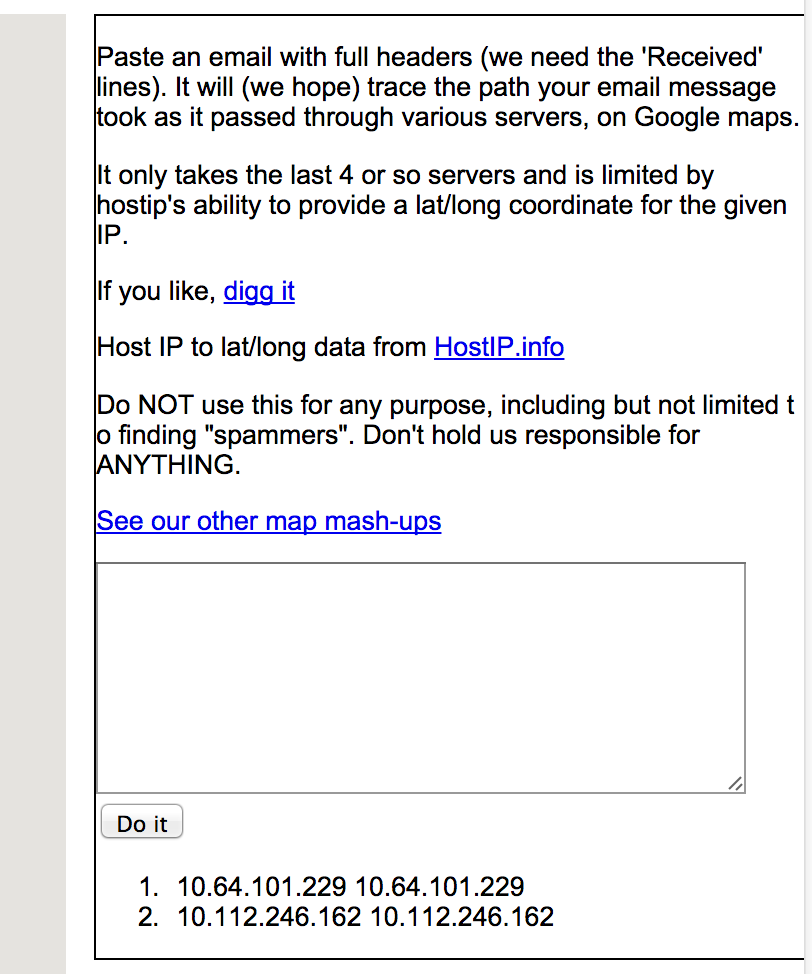 Paste an email with full headers (we need the 'Received'
lines). It will (we hope) trace the path your email message
took as it passed through various servers, on Google maps.
It only takes the last 4 or so servers and is limited by
hostip's ability to provide a lat/long coordinate for the given
IP.
If you like, digg it
Host IP to lat/long data from HostIP.info
Do NOT use this for any purpose, including but not limited t
o finding "spammers". Don't hold us responsible for
ANYTHING.
See our other map mash-ups
Do it
1. 10.64.101.229 10.64.101.229
2. 10.112.246.162 10.112.246.162